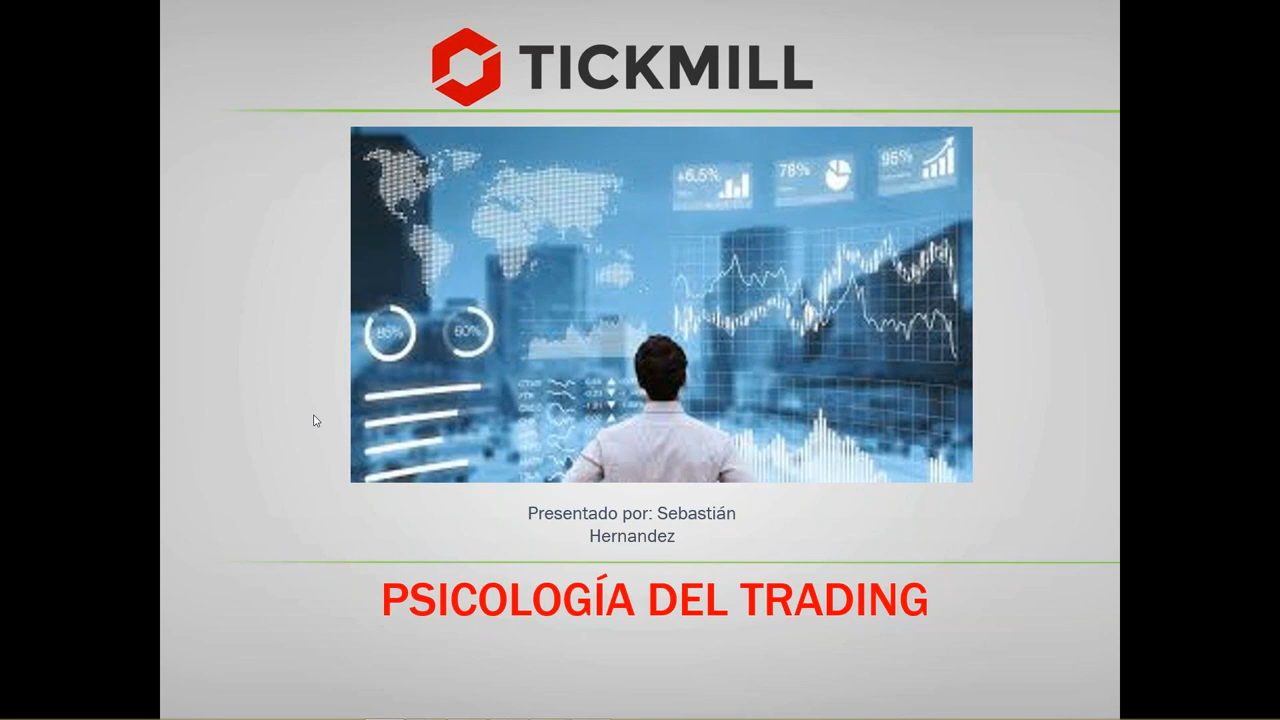 TICKMILL
+6.5%
78%
95%
85%
60%
Presentado por: Sebastián
Hernandez
PSICOLOGÍA DEL TRADING